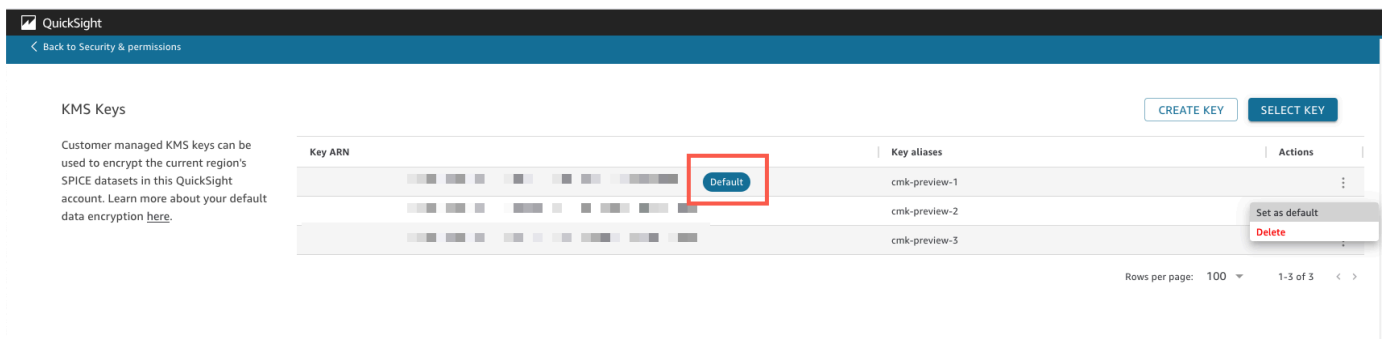 QuickSight
Back to Security & permissions
KMS Keys
CREATE KEY
SELECT KEY
Customer managed KMS keys can be
used to encrypt the current region's
SPICE datasets in this QuickSight
account. Learn more about your default
data encryption here.
Key ARN
Key aliases
Actions
Default
cmk-preview-1
cmk-preview-2
Set as default
Delete
cmk-preview-3
Rows per page: 100
1-3 of 3